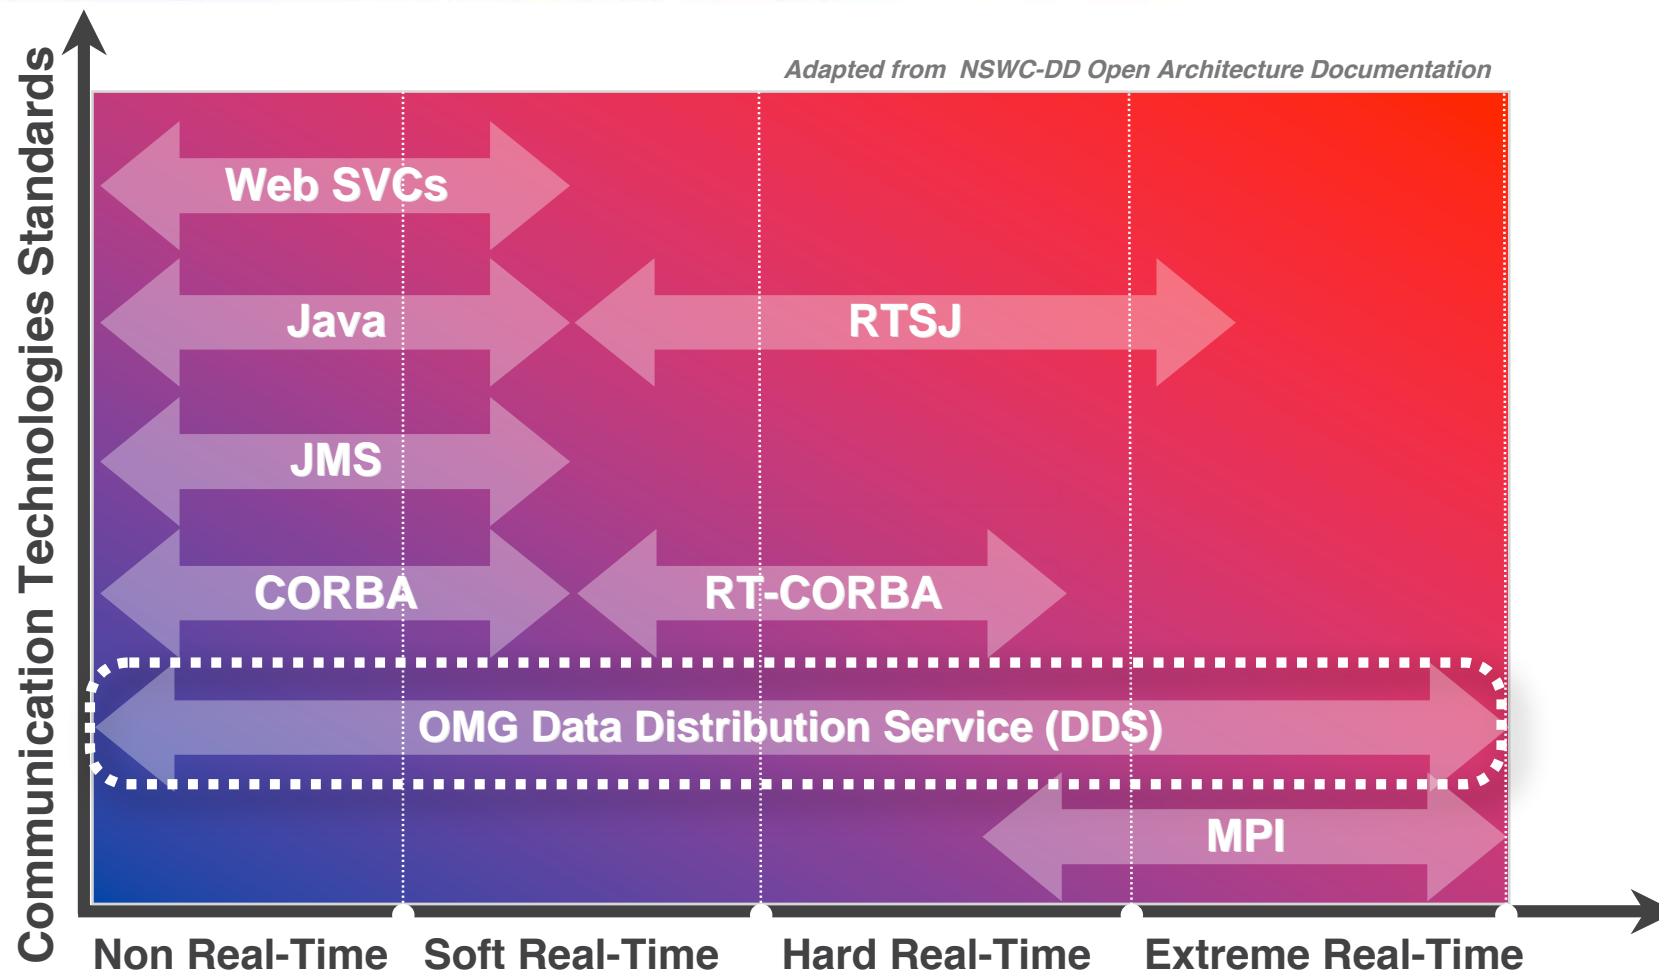 Adapted from NSWC-DD Open Architecture Documentation
Communication Technologies Standards
Web SVCs
Java
RTSJ
JMS
CORBA
RT-CORBA
OMG Data Distribution Service (DDS)
MPI
Non Real-Time
Soft Real-Time
Hard Real-Time
Extreme Real-Time